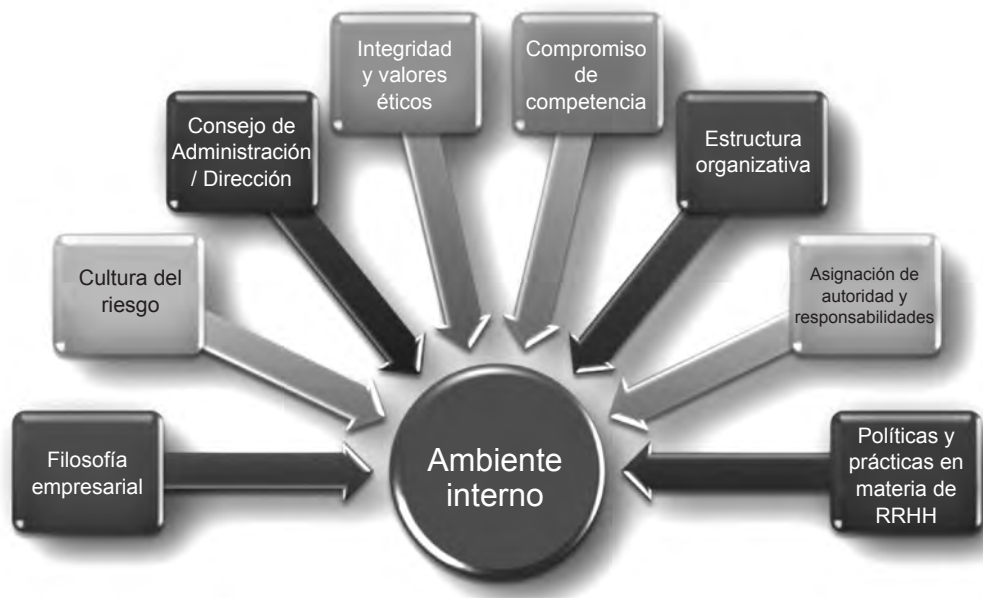 Filosofía
empresarial
Cultura del
riesgo
Consejo de
Administración
/ Dirección
Integridad
y valores
éticos
Compromiso
de
competencia
Estructura
organizativa
Asignación de
autoridad y
responsabilidades
Políticas y
prácticas en
materia de
RRHH
Ambiente
interno